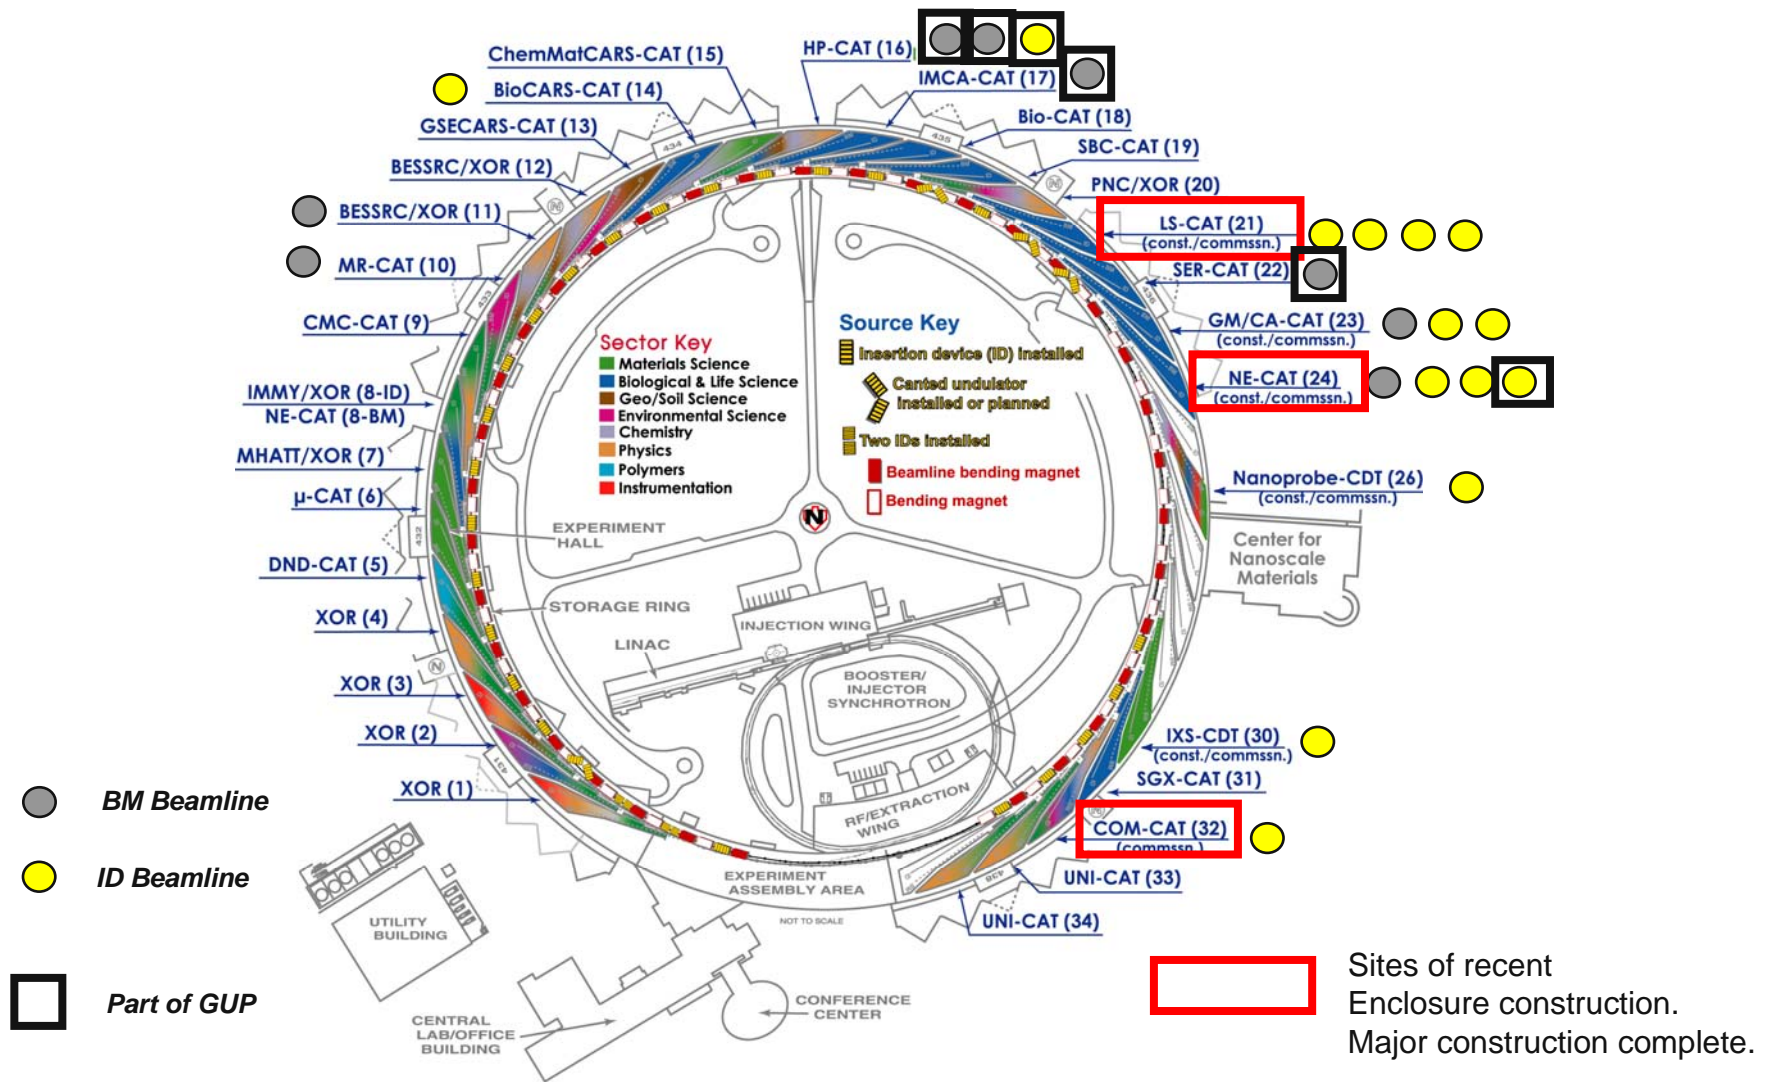 ChemMatCARS-CAT (15)
BioCARS-CAT (14)
GSECARS-CAT (13)
BESSRC/XOR (12)
BESSRC/XOR (11)
MR-CAT (10)
CMC-CAT (9)
IMMY/XOR (8-ID)
NE-CAT (8-BM)
MHATT/XOR (7)
µ-CAT (6)
DND-CAT (5)
XOR (4)
XOR (3)
XOR (2)
XOR (1)
HP-CAT (16)
IMCA-CAT (17)
Bio-CAT (18)
SBC-CAT (19)
PNC/XOR (20)
LS-CAT (21)
(const./commssn.)
SER-CAT (22)
GM/CA-CAT (23)
(const./commssn.)
NE-CAT (24)
(const./commssn.)
Nanoprobe-CDT (26)
(const./commssn.)
Center for
Nanoscale
Materials
IXS-CDT (30)
(const./commssn.)
SGX-CAT (31)
COM-CAT (32)
(commssn.)
UNI-CAT (33)
UNI-CAT (34)
434
435
433
436
432
431
438
N
Sector Key
Materials Science
Biological & Life Science
Geo/Soil Science
Environmental Science
Chemistry
Physics
Polymers
Instrumentation
Source Key
Insertion device (ID) installed
Canted undulator
installed or planned
Two IDs installed
Beamline bending magnet
Bending magnet
EXPERIMENT
HALL
STORAGE RING
LINAC
INJECTION WING
BOOSTER/
INJECTOR
SYNCHROTRON
RF/EXTRACTION
WING
EXPERIMENT
ASSEMBLY AREA
NOT TO SCALE
UTILITY
BUILDING
CENTRAL
LAB/OFFICE
BUILDING
CONFERENCE
CENTER
BM Beamline
ID Beamline
Part of GUP
Sites of recent
Enclosure construction.
Major construction complete.